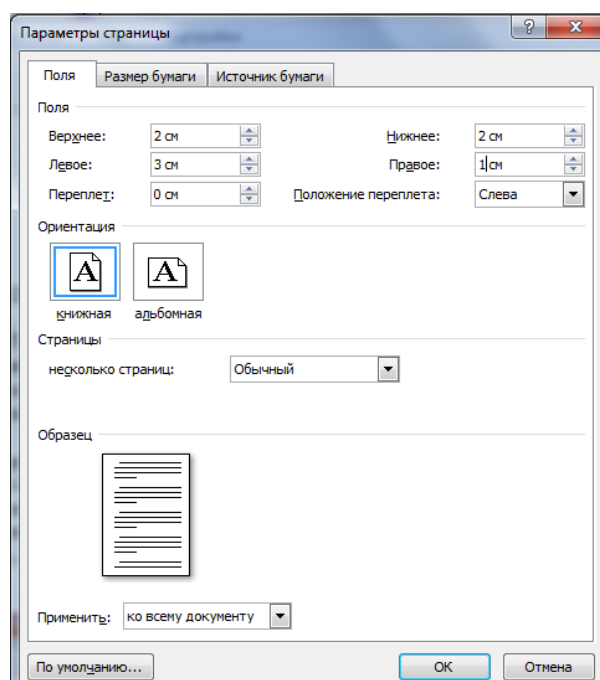 Параметры страницы
Поля Размер бумаги Источник бумаги
Поля
Верхнее: 2 см Нижнее: 2 см
Левое: 3 см Правое: 1 см
Переплет: 0 см Положение переплета: Слева
Ориентация
A A
книжная альбомная
Страницы
несколько страниц: Обычный
Образец
Применить: ко всему документу
По умолчанию... ОК Отмена